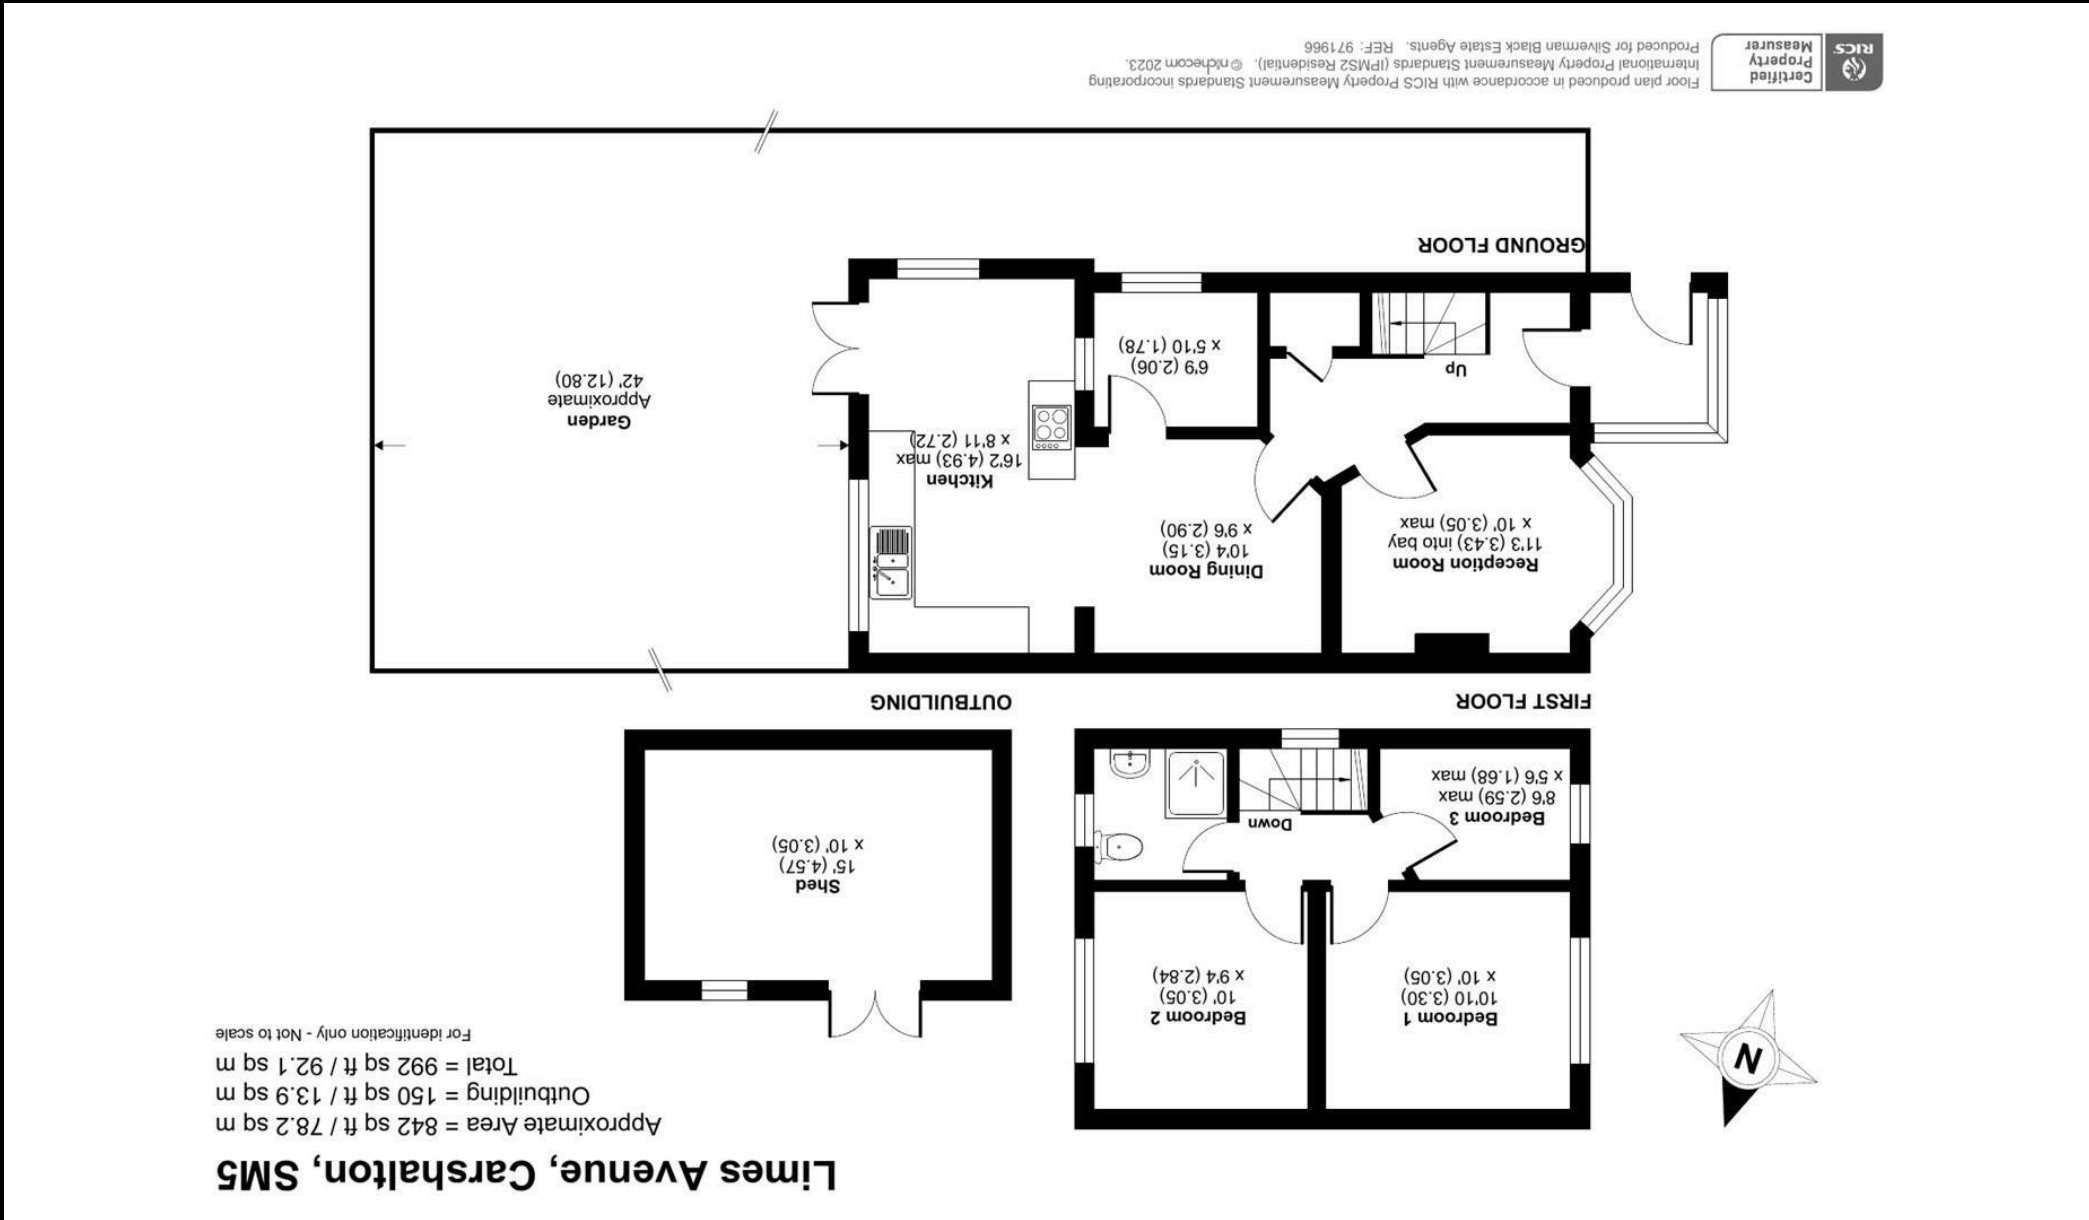 Limes Avenue, Carshalton, SM5
Approximate Area = 842 sq ft / 78.2 sq m
Outbuilding = 150 sq ft / 13.9 sq m
Total = 992 sq ft / 92.1 sq m
For identification only - Not to scale
N
Bedroom 1
10'10 (3.30)
x 10' (3.05)
Bedroom 2
10' (3.05)
x 9'4 (2.84)
Shed
15' (4.57)
x 10' (3.05)
Bedroom 3
8'6 (2.59) max
x 5'6 (1.68) max
Down
FIRST FLOOR
OUTBUILDING
Reception Room
11'3 (3.43) into bay
x 10' (3.05) max
Dining Room
10'4 (3.15)
x 9'6 (2.90)
Kitchen
16'2 (4.93) max
x 8'11 (2.72)
Garden
Approximate
42' (12.80)
Up
6'9 (2.06)
x 5'10 (1.78)
GROUND FLOOR
RICS
Certified
Property
Measurer
Floor plan produced in accordance with RICS Property Measurement Standards incorporating
International Property Measurement Standards (IPMS2 Residential). ©nichecom 2023.
Produced for Silverman Black Estate Agents. REF: 971966